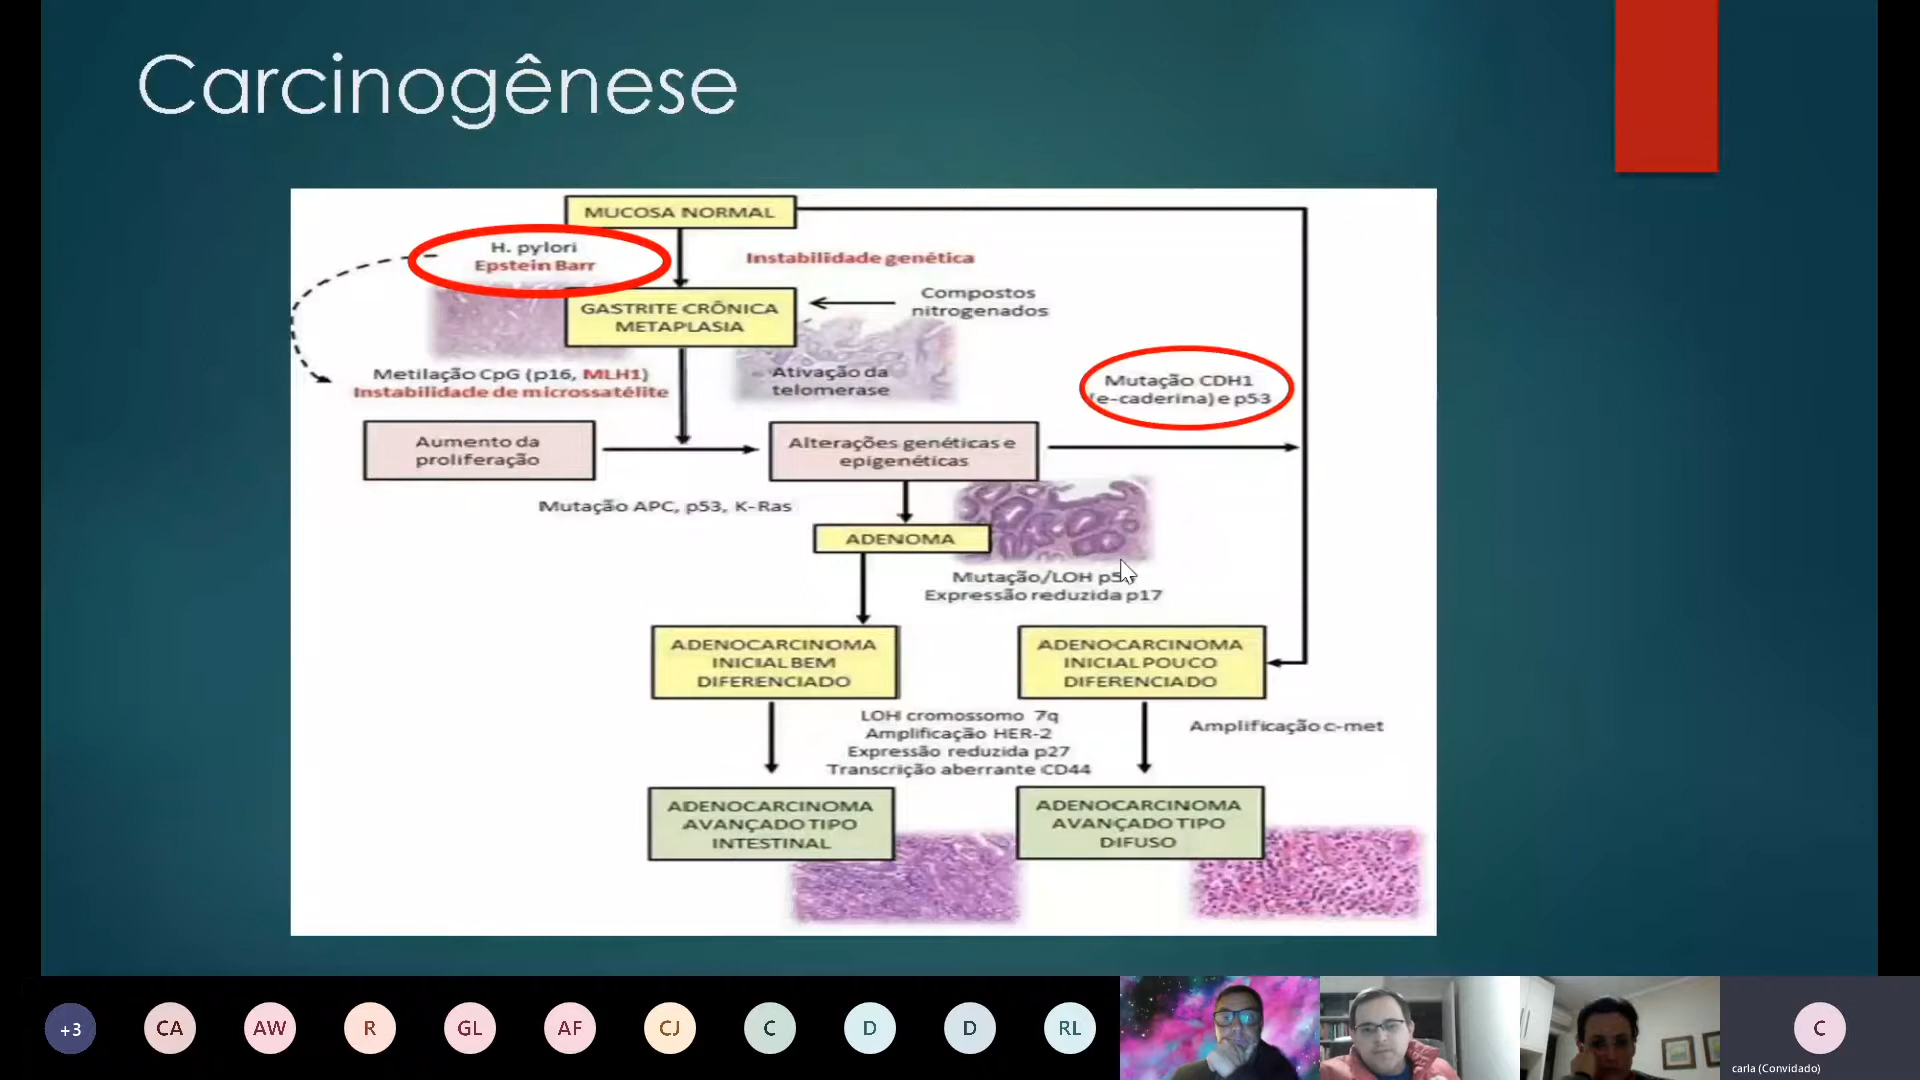 Carcinogênese
MUCOSA NORMAL
H. pylori
Epstein Barr
Instabilidade genética
GASTRITE CRÔNICA
METAPLASIA
Compostos
nitrogenados
Metilação CpG (p16, MLH1)
Instabilidade de microssatélite
Ativação da
telomerase
Mutação CDH1
(e-caderina) e p53
Aumento da
proliferação
Alterações genéticas e
epigenéticas
Mutação APC, p53, K-Ras
ADENOMA
Mutação/LOH
Expressão reduzida p17
ADENOCARCINOMA
INICIAL BEM
DIFERENCIADO
ADENOCARCINOMA
INICIAL POUCO
DIFERENCIADO
LOH cromossomo 7q
Amplificação HER-2
Expressão reduzida p27
Transcrição aberrante CD44
Amplificação c-met
ADENOCARCINOMA
AVANÇADO TIPO
INTESTINAL
ADENOCARCINOMA
AVANÇADO TIPO
DIFUSO
+3
CA
AW
R
GL
AF
CJ
C
D
D
RL
C
carla (Convidado)